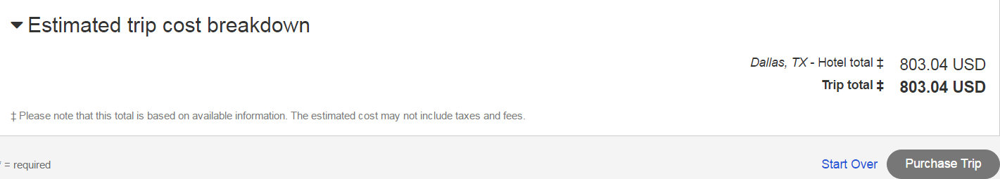 Estimated trip cost breakdown
Dallas, TX - Hotel total ‡ 803.04 USD
Trip total ‡ 803.04 USD
‡ Please note that this total is based on available information. The estimated cost may not include taxes and fees.
* = required
Start Over Purchase Trip